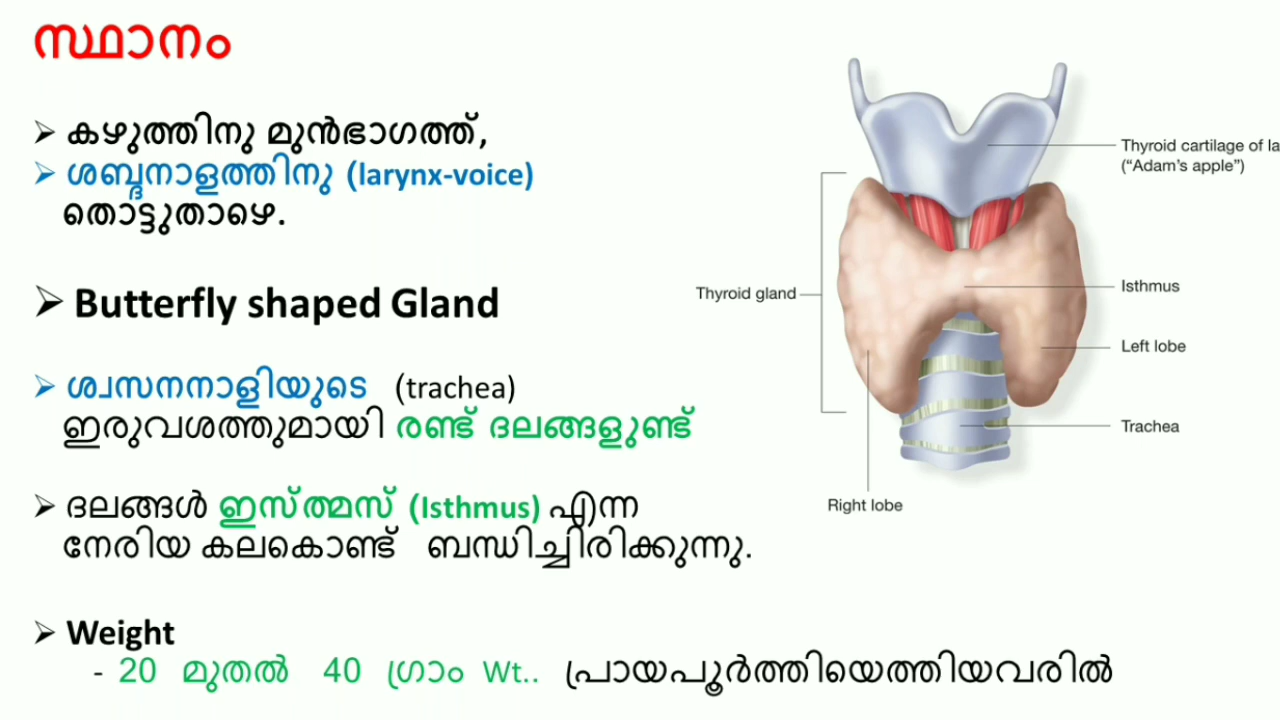 സ്ഥാനം
➢ കഴുത്തിനു മുൻഭാഗത്ത്,
➢ ശബ്ദനാളത്തിനു (larynx-voice)
തൊട്ടുതാഴെ.
➢ Butterfly shaped Gland
➢ ശ്വസനനാളിയുടെ (trachea)
ഇരുവശത്തുമായി രണ്ട് ദലങ്ങളുണ്ട്
➢ ദലങ്ങൾ ഇസ്ത്മസ് (Isthmus) എന്ന
നേരിയ കലകൊണ്ട് ബന്ധിച്ചിരിക്കുന്നു.
➢ Weight
- 20 മുതൽ 40 ഗ്രാം Wt.. പ്രായപൂർത്തിയെത്തിയവരിൽ
Thyroid cartilage of la
("Adam's apple")
Thyroid gland
Isthmus
Left lobe
Trachea
Right lobe